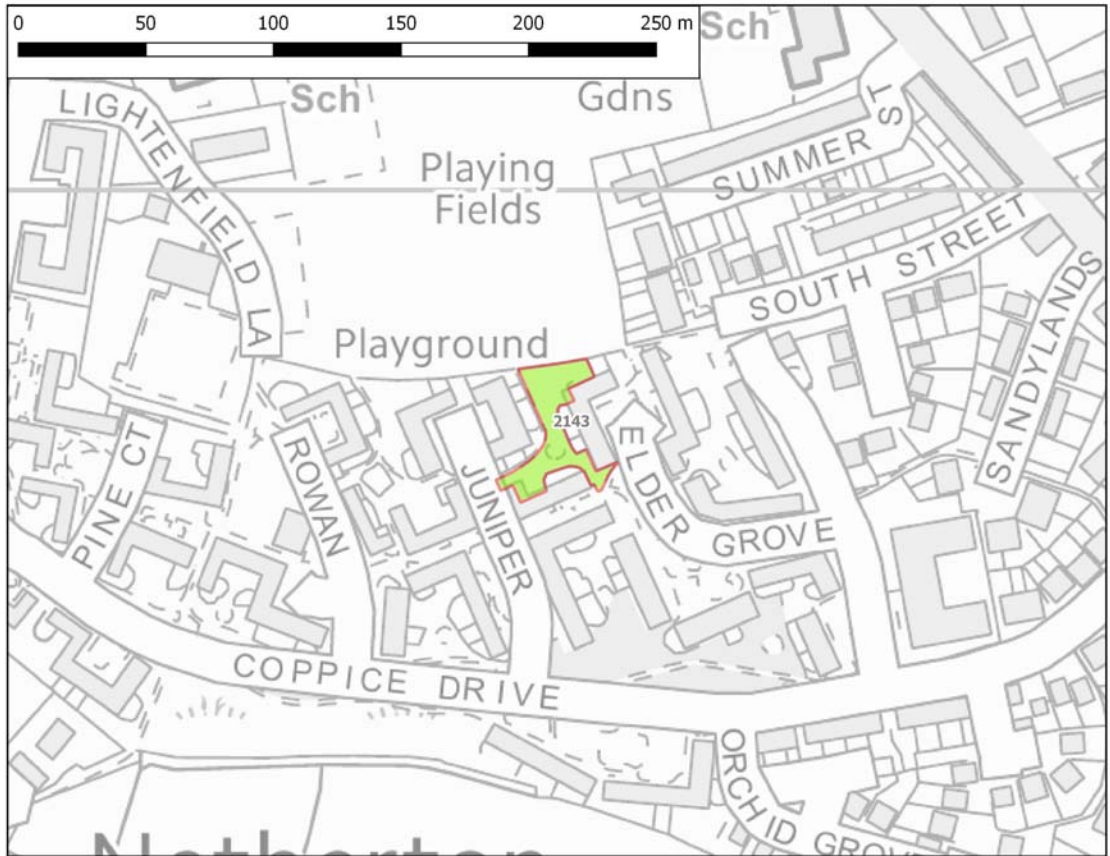 0 50 100 150 200 250 m
Sch
Sch
Gdns
LIGHTENFIELD LA
Playing
Fields
SUMMER ST
SOUTH STREET
SANDYLANDS
Playground
2143
PINE CT
ROWAN
JUNIPER
ELDER GROVE
COPPICE DRIVE
ORCHID GROVE
Netherton